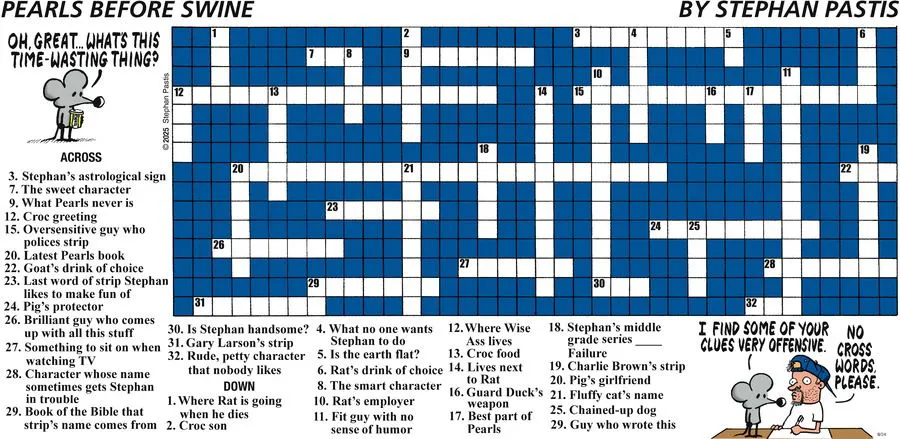 PEARLS BEFORE SWINE
BY STEPHAN PASTIS
OH, GREAT...WHAT'S THIS
TIME-WASTING THING?
© 2025 Stephan Pastis
1
2
3
4
5
6
7
8
9
10
11
12
13
14
15
16
17
18
19
20
21
22
23
24
25
26
27
28
29
30
31
32
ACROSS
3. Stephan's astrological sign
7. The sweet character
9. What Pearls never is
12. Croc greeting
15. Oversensitive guy who
polices strip
20. Latest Pearls book
22. Goat's drink of choice
23. Last word of strip Stephan
likes to make fun of
24. Pig's protector
26. Brilliant guy who comes
up with all this stuff
27. Something to sit on when
watching TV
28. Character whose name
sometimes gets Stephan
in trouble
29. Book of the Bible that
strip's name comes from
30. Is Stephan handsome?
31. Gary Larson's strip
32. Rude, petty character
that nobody likes
DOWN
1. Where Rat is going
when he dies
2. Croc son
4. What no one wants
Stephan to do
5. Is the earth flat?
6. Rat's drink of choice
8. The smart character
10. Rat's employer
11. Fit guy with no
sense of humor
12. Where Wise
Ass lives
13. Croc food
14. Lives next
to Rat
16. Guard Duck's
weapon
17. Best part of
Pearls
18. Stephan's middle
grade series ____
Failure
19. Charlie Brown's strip
20. Pig's girlfriend
21. Fluffy cat's name
25. Chained-up dog
29. Guy who wrote this
I FIND SOME OF YOUR
CLUES VERY OFFENSIVE.
NO
CROSS
WORDS,
PLEASE.